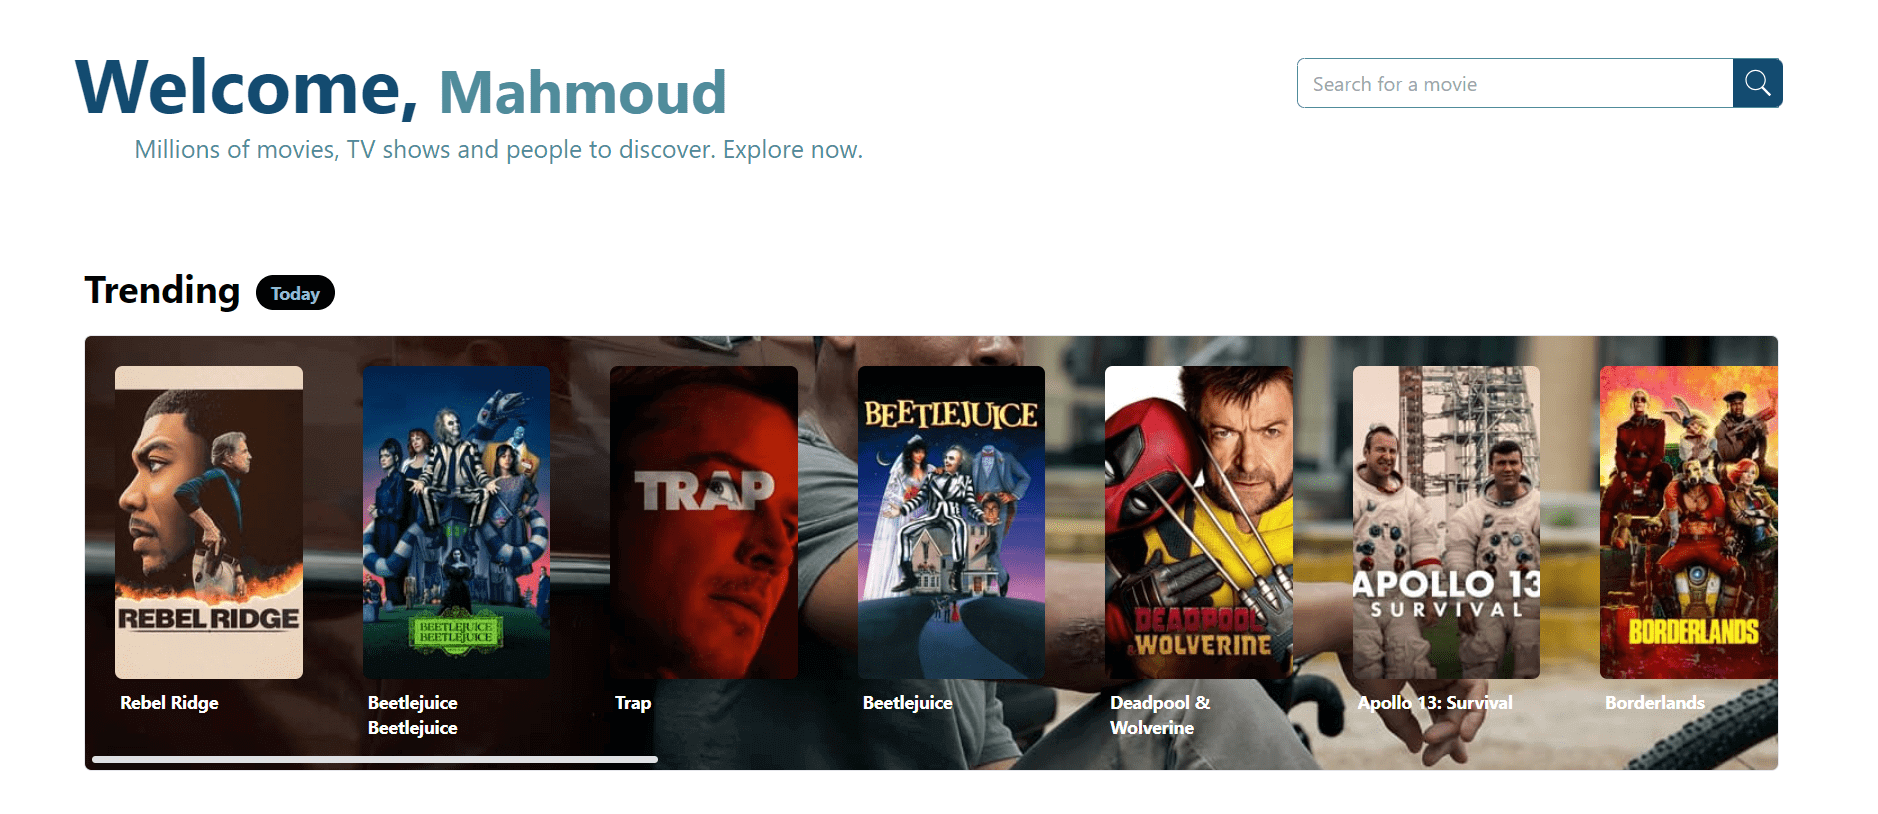 Welcome, Mahmoud
Search for a movie
Millions of movies, TV shows and people to discover. Explore now.
Trending Today
REBEL RIDGE
BEETLEJUICE
BEETLEJUICE
TRAP
BEETLEJUICE
DEADPOOL
& WOLVERINE
APOLLO 13
SURVIVAL
BORDERLANDS
Rebel Ridge
Beetlejuice
Beetlejuice
Trap
Beetlejuice
Deadpool &
Wolverine
Apollo 13: Survival
Borderlands